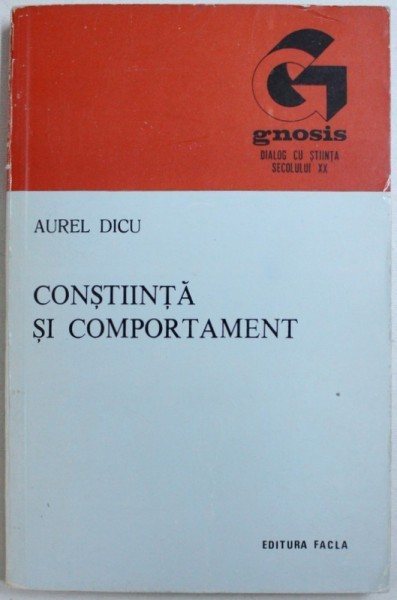 gnosis
DIALOG CU ȘTIINȚA
SECOLULUI XX
AUREL DICU
CONȘTIINȚĂ
ȘI COMPORTAMENT
EDITURA FACLA